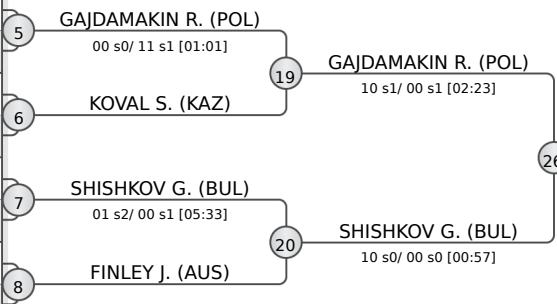 GAJDAMAKIN R. (POL)
5
00 s0/ 11 s1 [01:01]
GAJDAMAKIN R. (POL)
19
10 s1/ 00 s1 [02:23]
KOVAL S. (KAZ)
6
26
SHISHKOV G. (BUL)
7
01 s2/ 00 s1 [05:33]
SHISHKOV G. (BUL)
20
10 s0/ 00 s0 [00:57]
FINLEY J. (AUS)
8